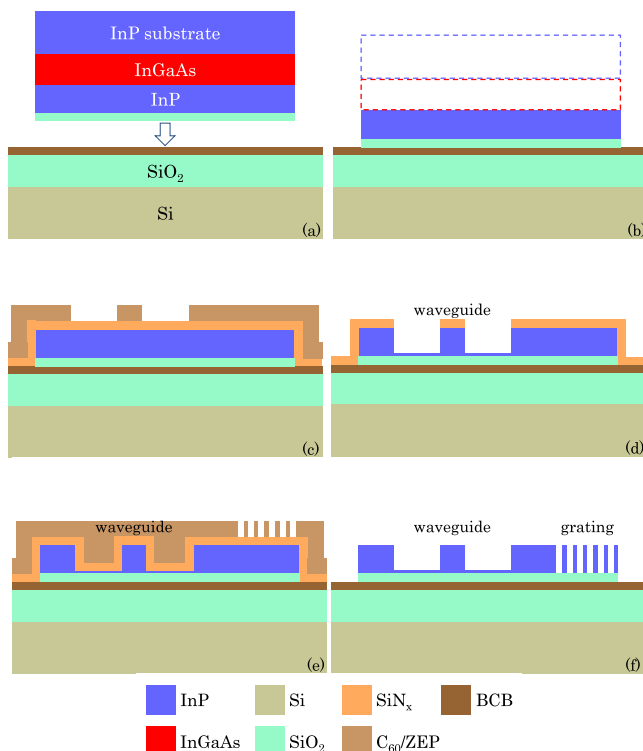 InP substrate
InGaAs
InP
SiO₂
Si
(a)
(b)
(c)
waveguide
(d)
waveguide
(e)
waveguide grating
(f)
InP Si SiNₓ BCB
InGaAs SiO₂ C₆₀/ZEP